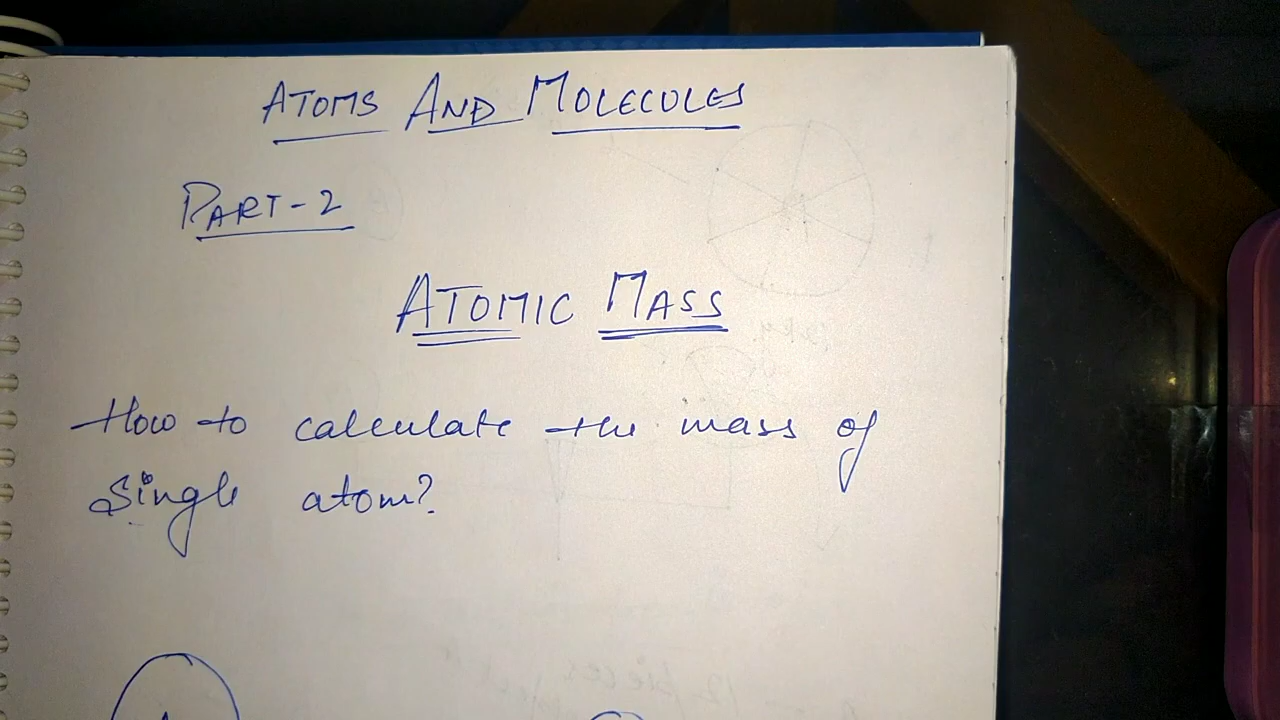 ATOMS AND MOLECULES
PART-2
ATOMIC MASS
How to calculate the mass of
Single atom?